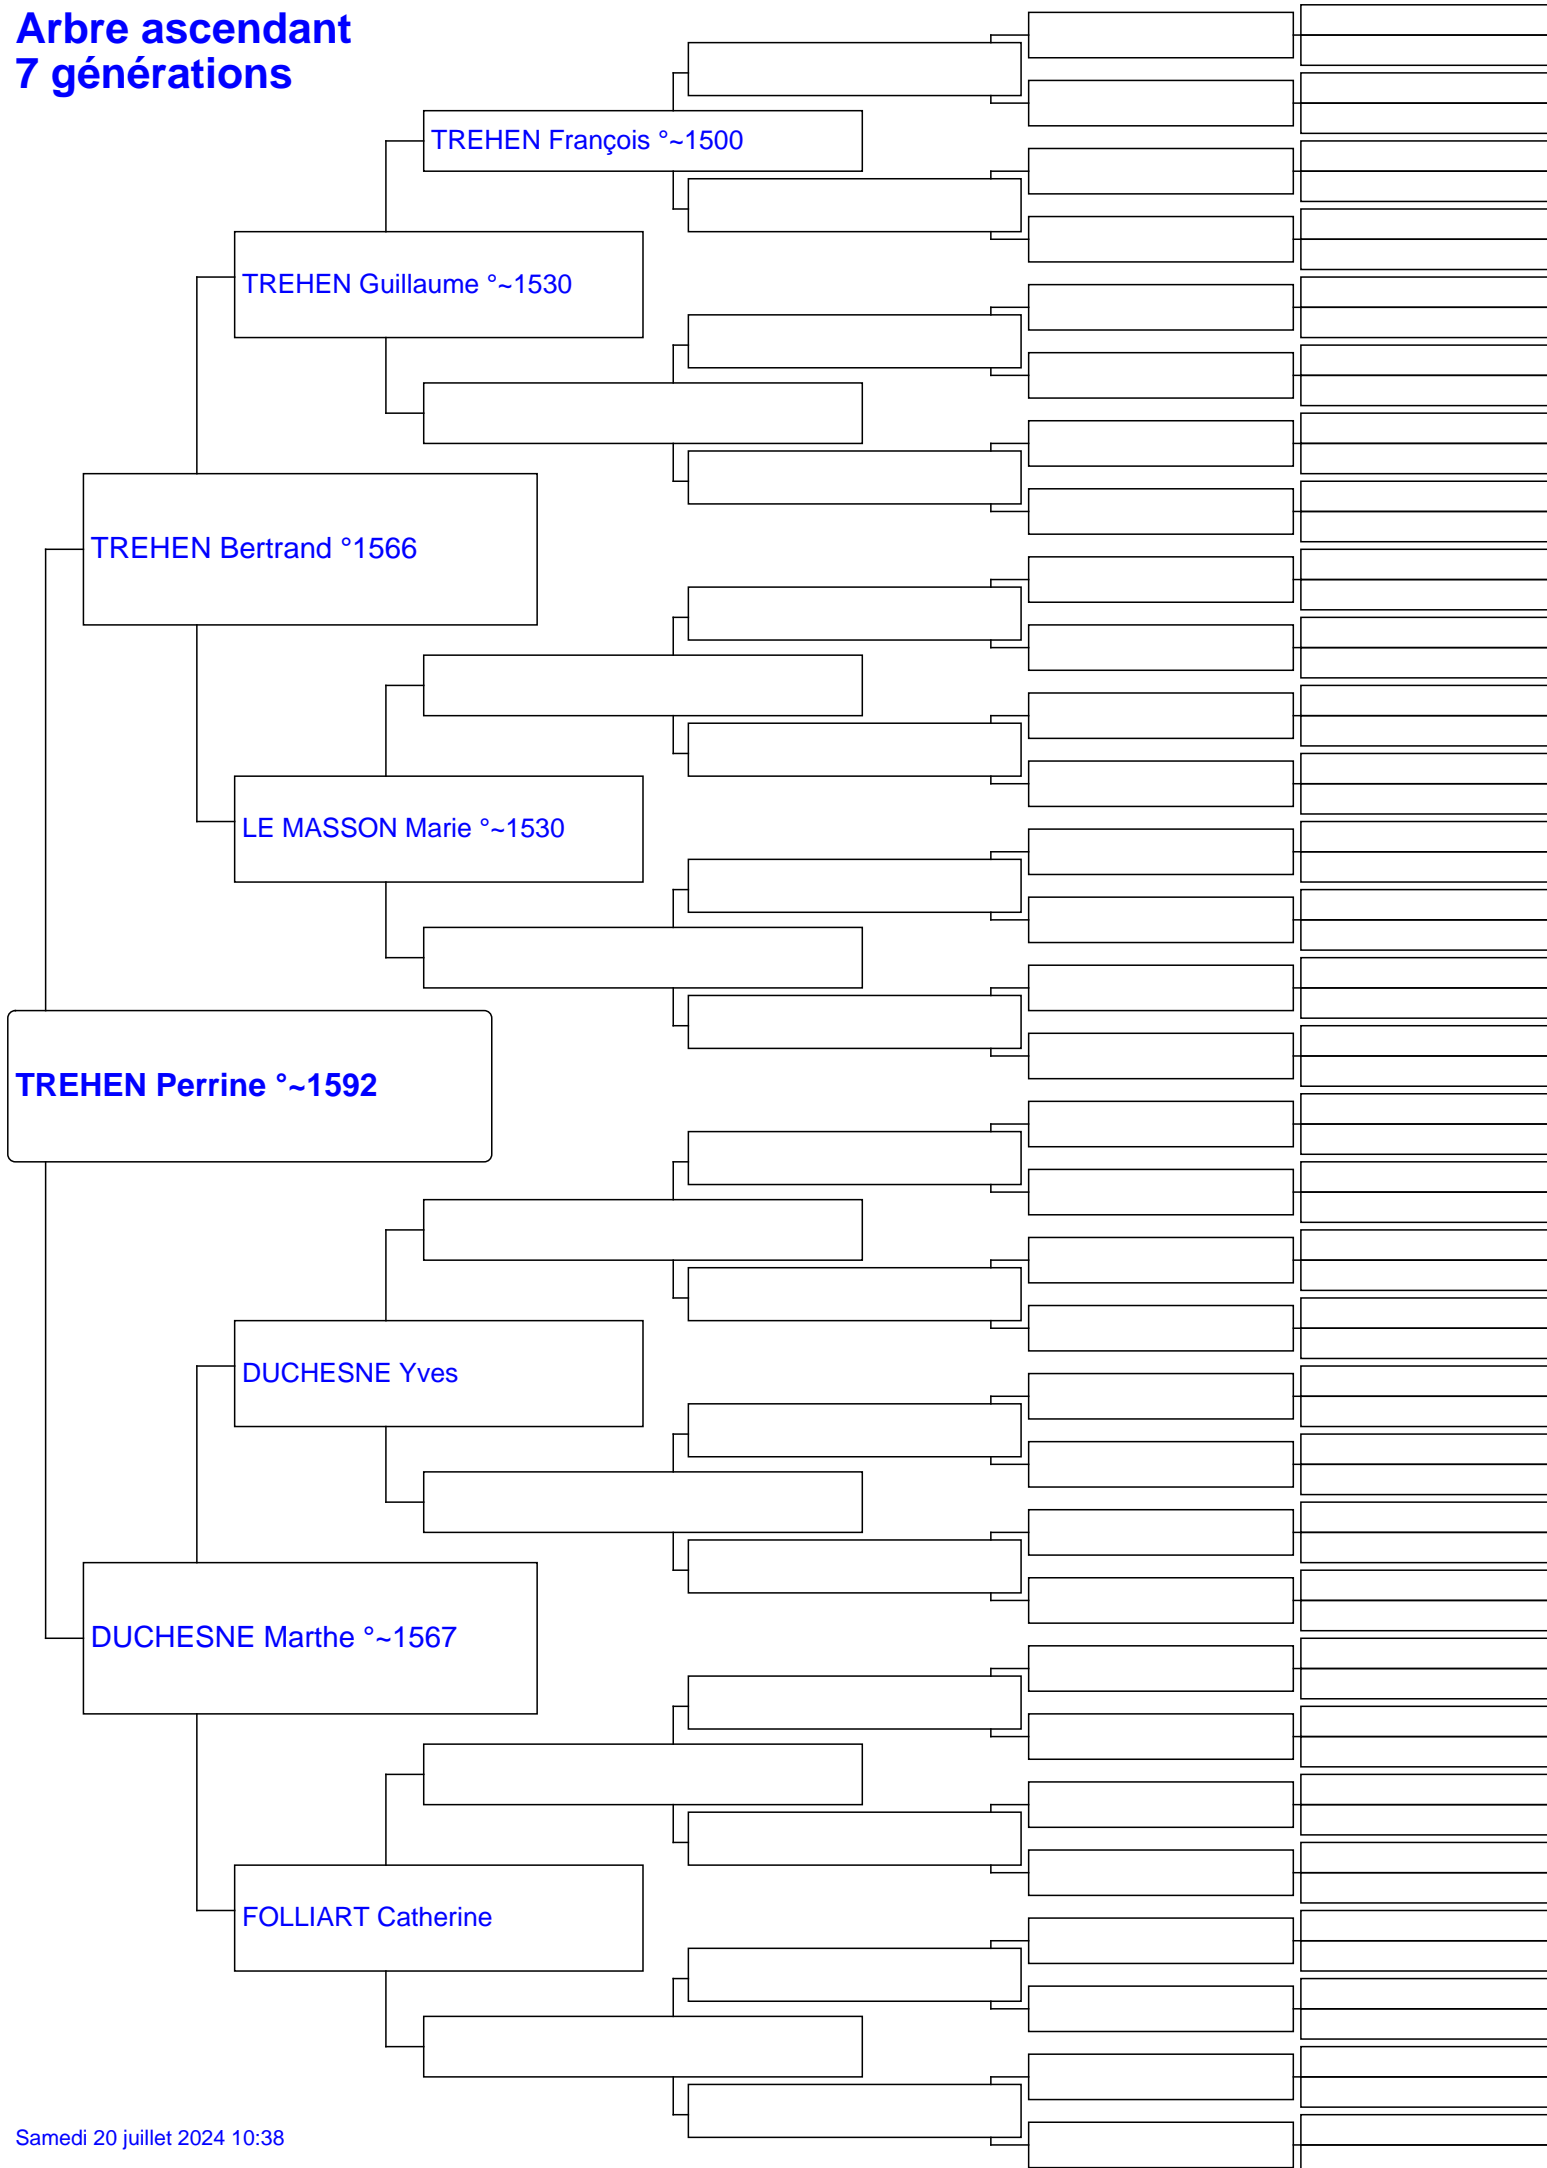 Arbre ascendant
7 générations
TREHEN François °~1500
TREHEN Guillaume °~1530
TREHEN Bertrand °1566
LE MASSON Marie °~1530
TREHEN Perrine °~1592
DUCHESNE Yves
DUCHESNE Marthe °~1567
FOLLIART Catherine
Samedi 20 juillet 2024 10:38